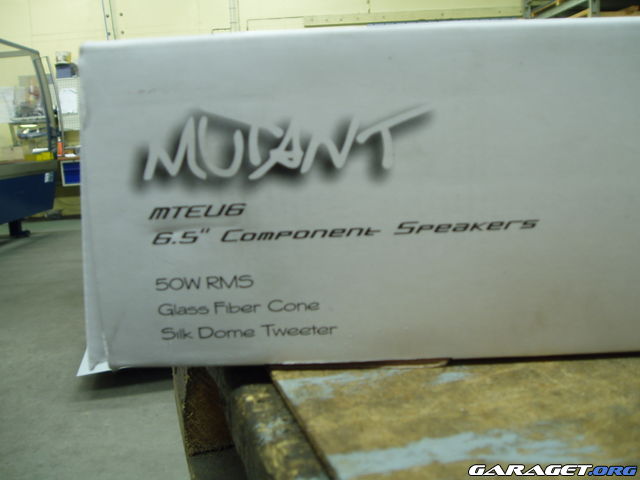 MUTANT
MTEU6
6.5" Component Speakers
50W RMS
Glass Fiber Cone
Silk Dome Tweeter
GARAGET.ORG